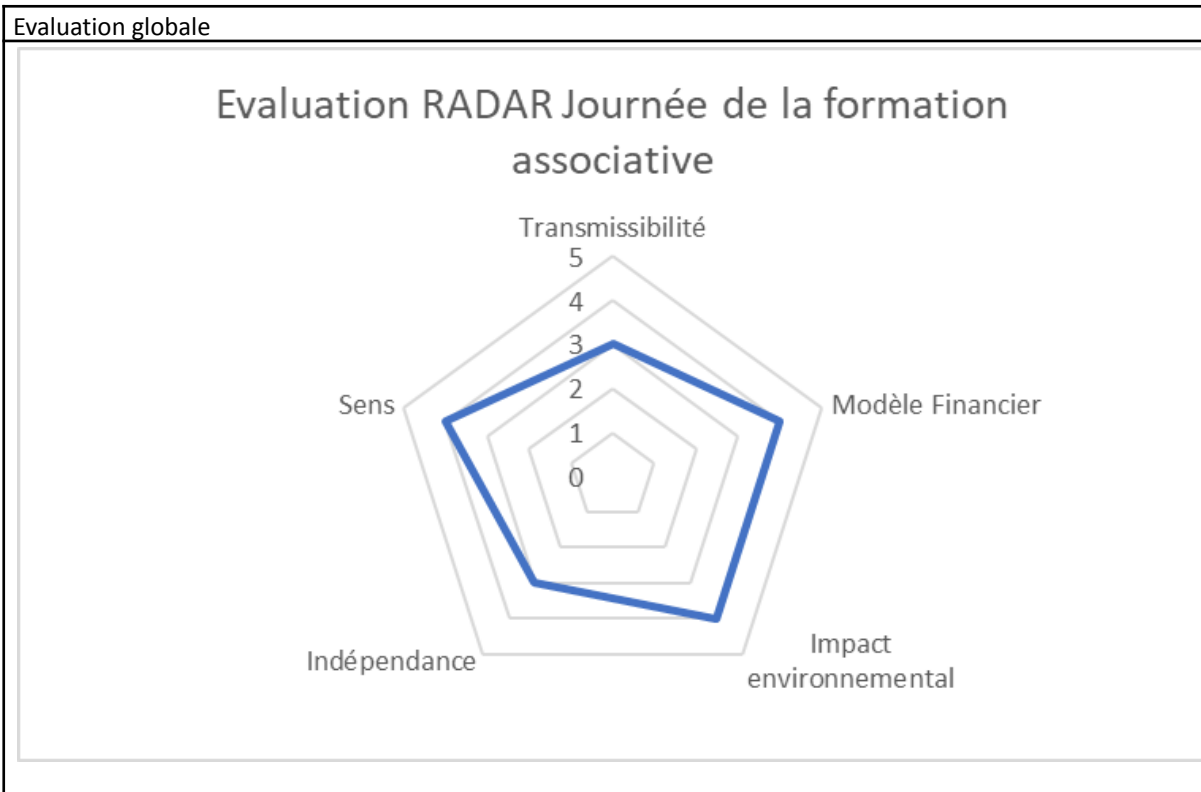 Evaluation globale
Evaluation RADAR Journée de la formation
associative
Transmissibilité
5
4
3
2
1
0
Sens
Modèle Financier
Indépendance
Impact
environnemental